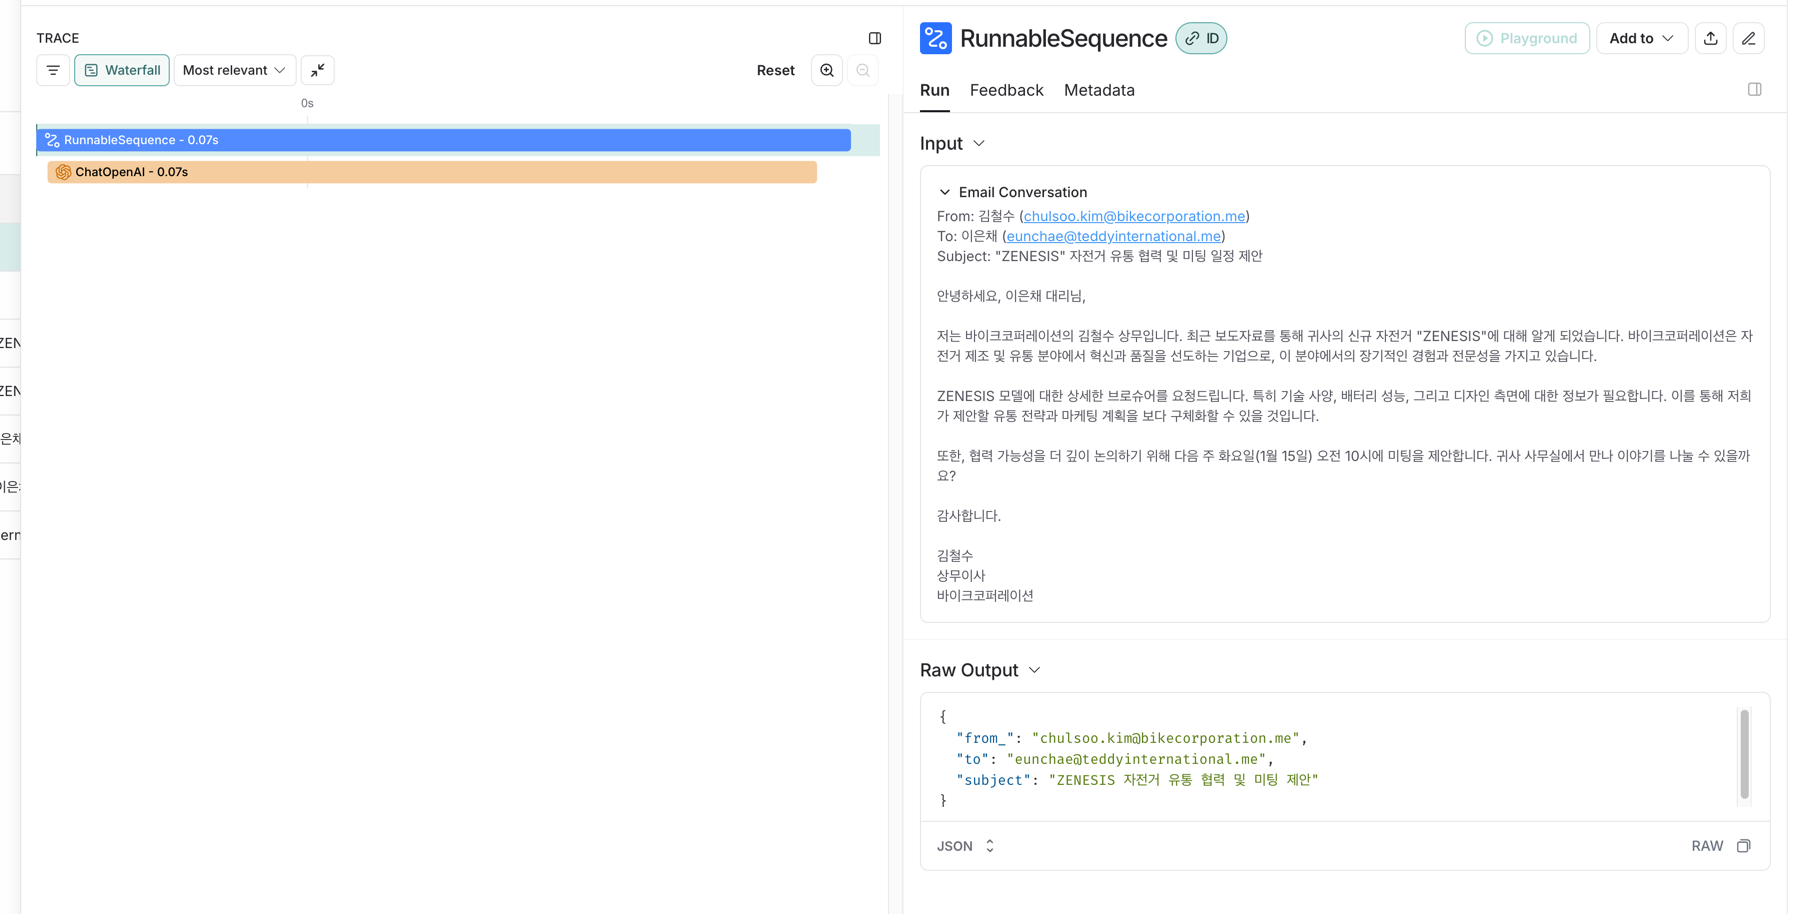 TRACE
Waterfall
Most relevant
Reset
0s
RunnableSequence - 0.07s
ChatOpenAI - 0.07s
ZEN
ZEN
이은
ern
RunnableSequence
ID
Playground
Add to
Run
Feedback
Metadata
Input
Email Conversation
From: 김철수 (chulsoo.kim@bikecorporation.me)
To: 이은채 (eunchae@teddyinternational.me)
Subject: "ZENESIS" 자전거 유통 협력 및 미팅 일정 제안
안녕하세요, 이은채 대리님,
저는 바이크코퍼레이션의 김철수 상무입니다. 최근 보도자료를 통해 귀사의 신규 자전거 "ZENESIS"에 대해 알게 되었습니다. 바이크코퍼레이션은 자
전거 제조 및 유통 분야에서 혁신과 품질을 선도하는 기업으로, 이 분야에서의 장기적인 경험과 전문성을 가지고 있습니다.
ZENESIS 모델에 대한 상세한 브로슈어를 요청드립니다. 특히 기술 사양, 배터리 성능, 그리고 디자인 측면에 대한 정보가 필요합니다. 이를 통해 저희
가 제안할 유통 전략과 마케팅 계획을 보다 구체화할 수 있을 것입니다.
또한, 협력 가능성을 더 깊이 논의하기 위해 다음 주 화요일(1월 15일) 오전 10시에 미팅을 제안합니다. 귀사 사무실에서 만나 이야기를 나눌 수 있을까
요?
감사합니다.
김철수
상무이사
바이크코퍼레이션
Raw Output
{
"from_": "chulsoo.kim@bikecorporation.me",
"to": "eunchae@teddyinternational.me",
"subject": "ZENESIS 자전거 유통 협력 및 미팅 제안"
}
JSON
RAW